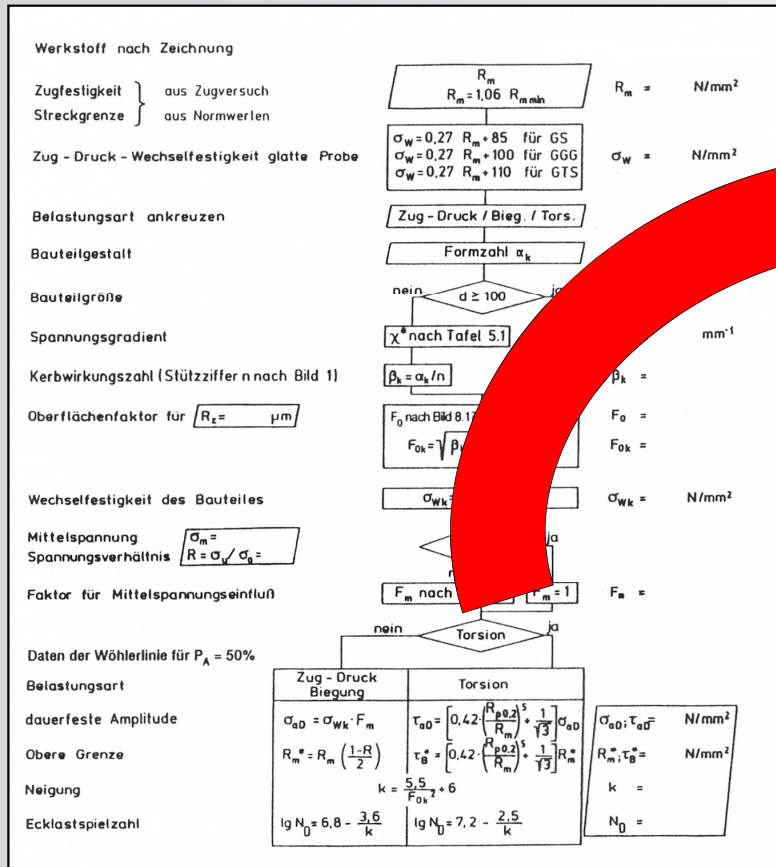 Werkstoff nach Zeichnung
Zugfestigkeit } aus Zugversuch
Streckgrenze aus Normwerten
R_m
R_m = 1,06 R_m min
R_m = N/mm²
Zug - Druck - Wechselfestigkeit glatte Probe
σ_W = 0,27 R_m + 85 für GS
σ_W = 0,27 R_m + 100 für GGG
σ_W = 0,27 R_m + 110 für GTS
σ_W = N/mm²
Belastungsart ankreuzen
Zug - Druck / Bieg. / Tors.
Bauteilgestalt
Formzahl α_k
Bauteilgröße
nein d ≥ 100 ja
Spannungsgradient
χ* nach Tafel 5.1
mm⁻¹
Kerbwirkungszahl (Stützziffer n nach Bild 1)
β_k = α_k/n
β_k =
Oberflächenfaktor für R_z = µm
F_0 nach Bild 8.17
F_0k = √β_k
F_0 =
F_0k =
Wechselfestigkeit des Bauteiles
σ_Wk =
σ_Wk = N/mm²
Mittelspannung σ_m =
Spannungsverhältnis R = σ_u / σ_o =
ja
Faktor für Mittelspannungseinfluß
F_m nach
F_m = 1
F_m =
nein Torsion ja
Daten der Wöhlerlinie für P_A = 50%
Belastungsart
Zug - Druck
Biegung
Torsion
dauerfeste Amplitude
σ_aD = σ_Wk · F_m
τ_aD = [0,42 · (R_p0,2 / R_m)⁵ + 1/√3] σ_aD
σ_aD ; τ_aD = N/mm²
Obere Grenze
R_m* = R_m ((1-R)/2)
τ_B* = [0,42 · (R_p0,2 / R_m)⁵ + 1/√3] R_m*
R_m* ; τ_B* = N/mm²
Neigung
k = 5,5/F_0k² + 6
k =
Ecklastspielzahl
lg N_D = 6,8 - 3,6/k
lg N_D = 7,2 - 2,5/k
N_D =